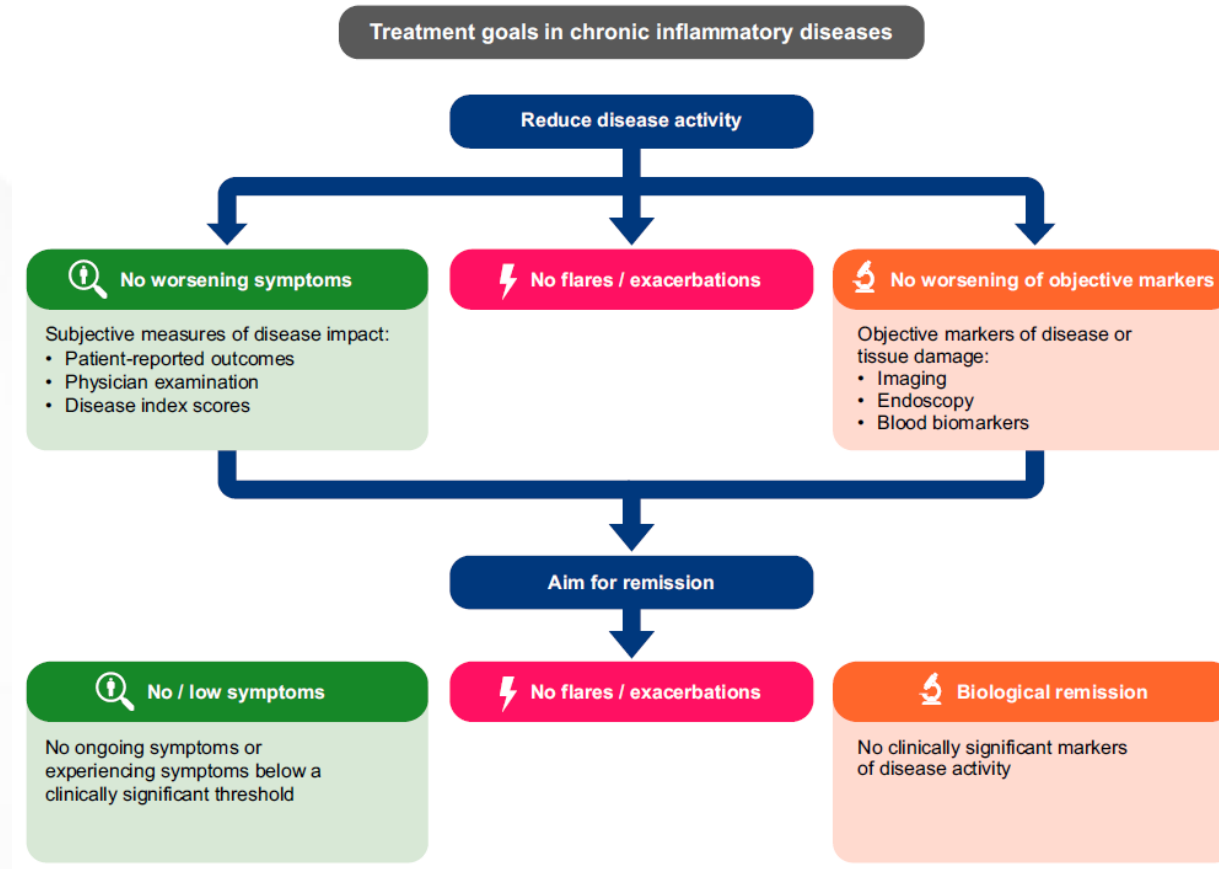 Treatment goals in chronic inflammatory diseases
Reduce disease activity
No worsening symptoms
Subjective measures of disease impact:
• Patient-reported outcomes
• Physician examination
• Disease index scores
No flares / exacerbations
No worsening of objective markers
Objective markers of disease or
tissue damage:
• Imaging
• Endoscopy
• Blood biomarkers
Aim for remission
No / low symptoms
No ongoing symptoms or
experiencing symptoms below a
clinically significant threshold
No flares / exacerbations
Biological remission
No clinically significant markers
of disease activity